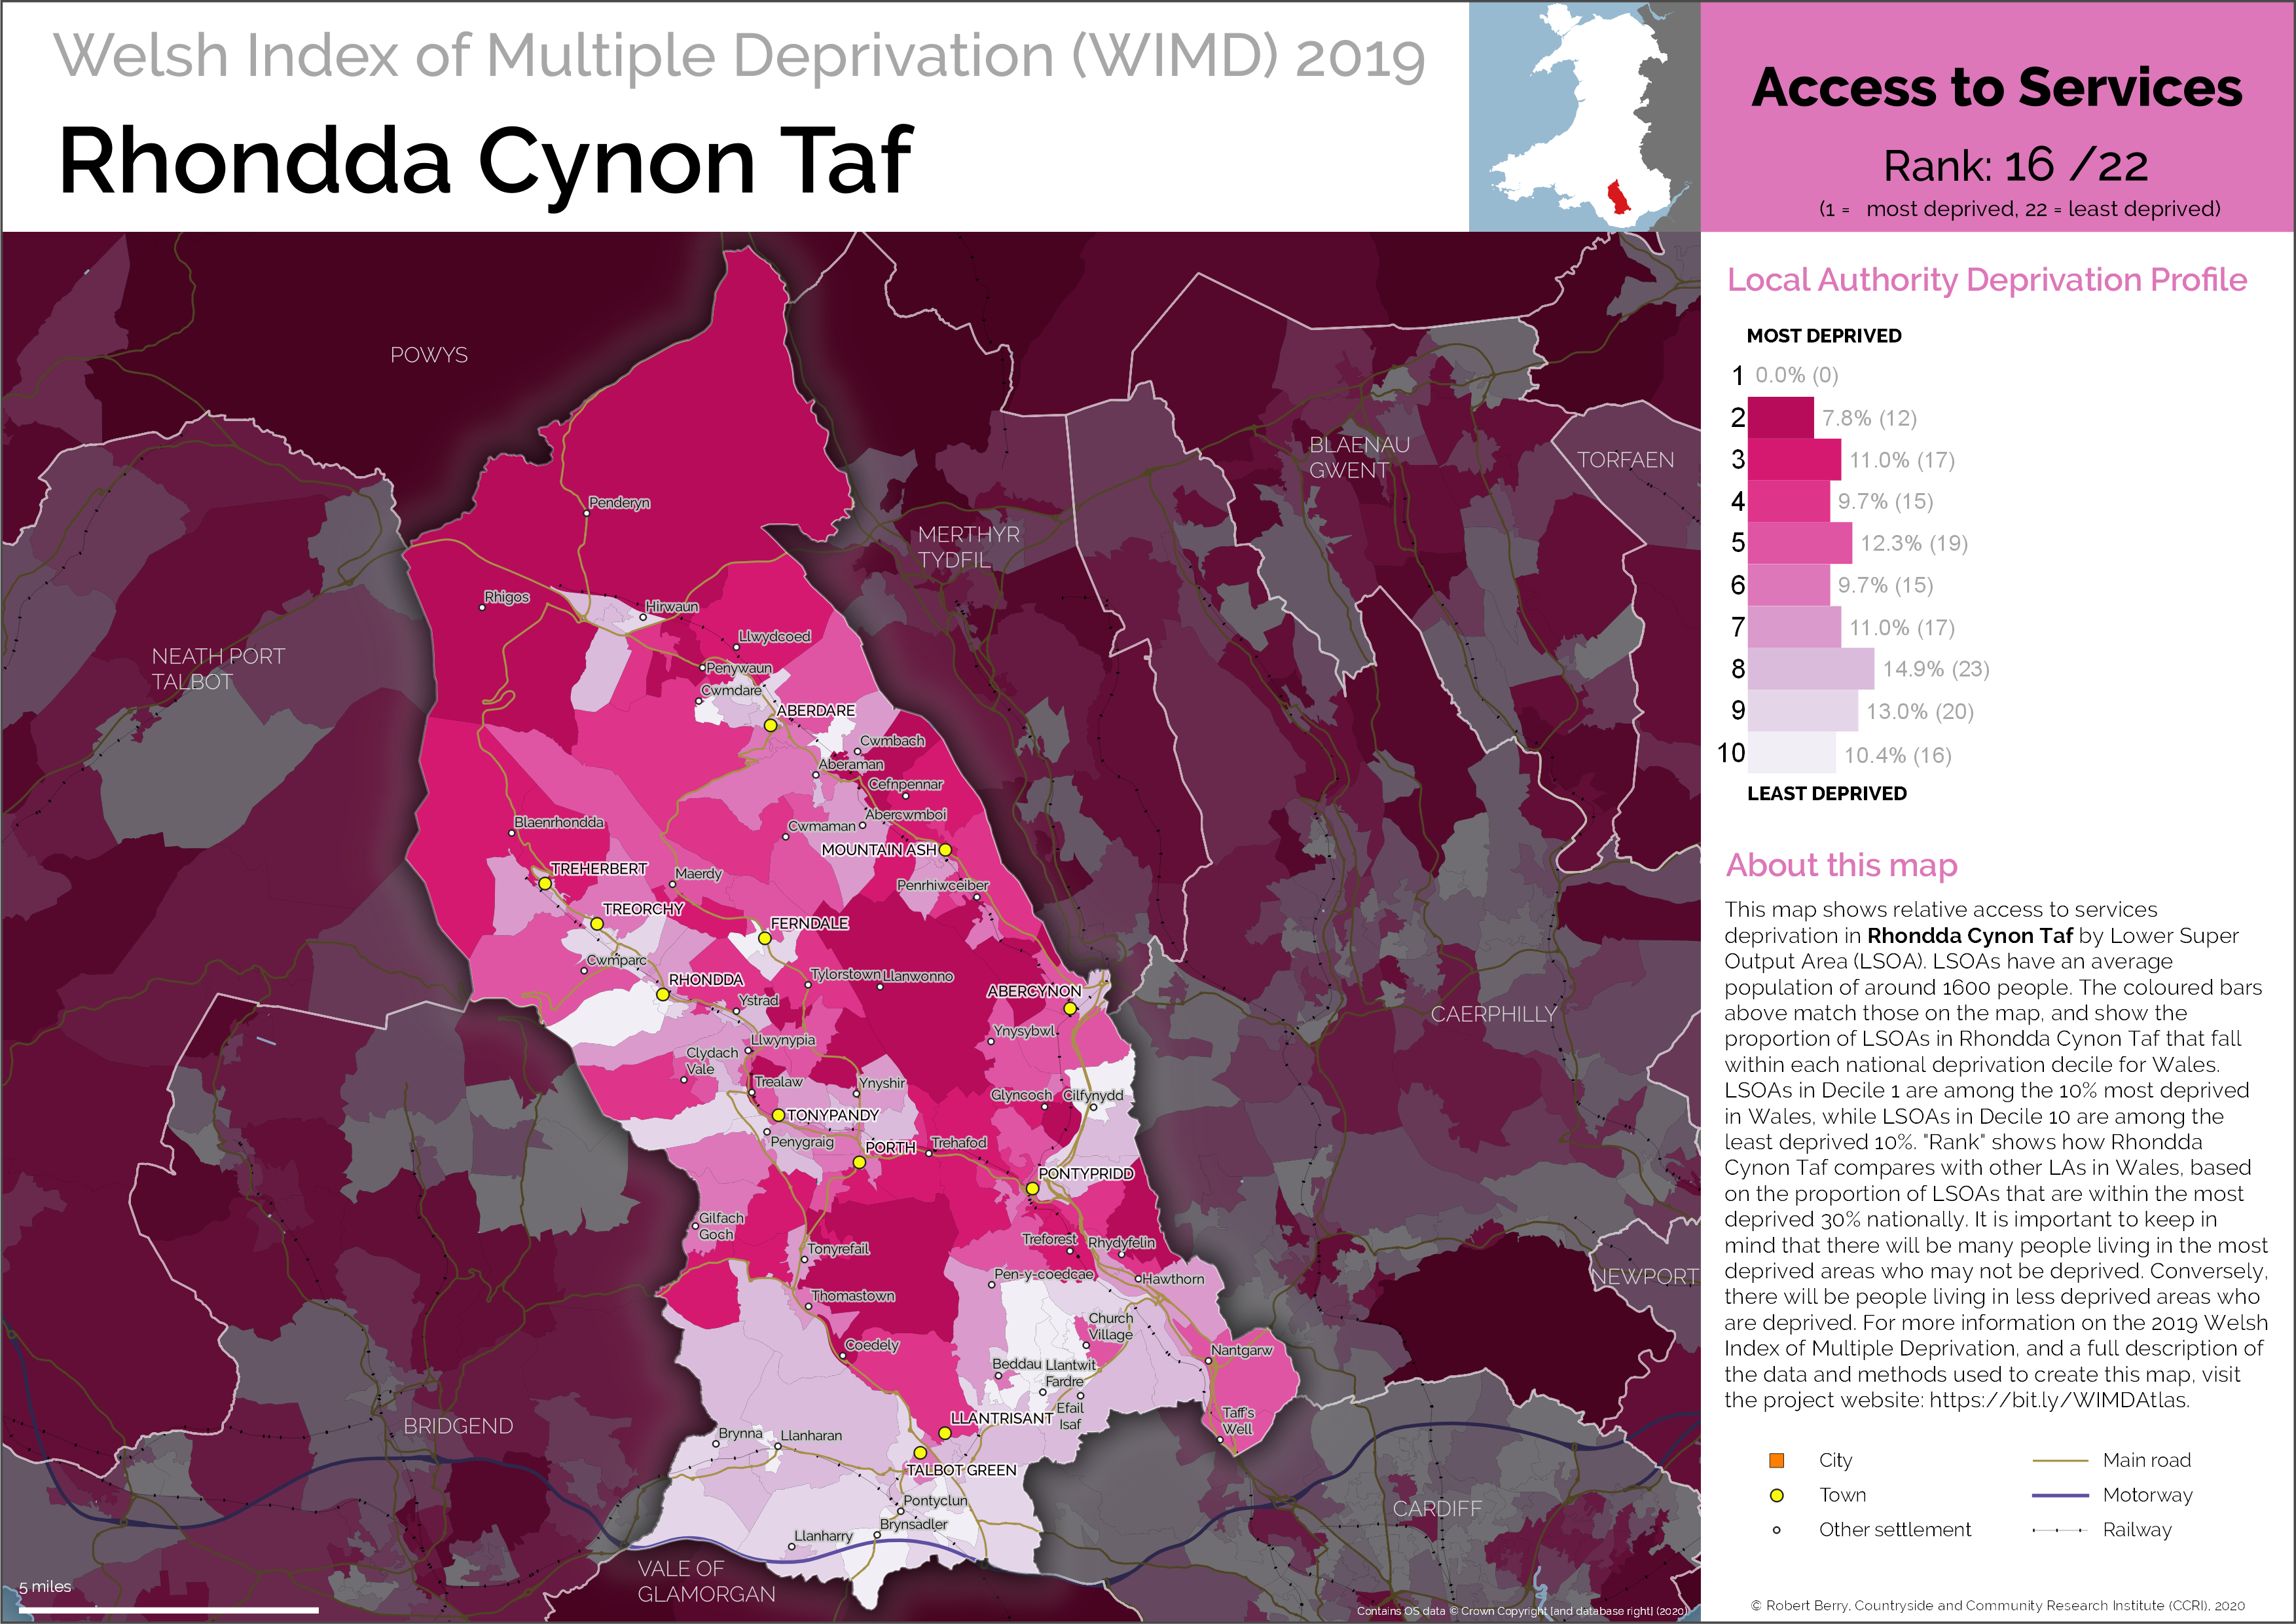 Welsh Index of Multiple Deprivation (WIMD) 2019
Rhondda Cynon Taf
Access to Services
Rank: 16 /22
(1 = most deprived, 22 = least deprived)
POWYS
NEATH PORT
TALBOT
MERTHYR
TYDFIL
BLAENAU
GWENT
TORFAEN
CAERPHILLY
NEWPORT
BRIDGEND
CARDIFF
VALE OF
GLAMORGAN
Penderyn
Rhigos
Hirwaun
Llwydcoed
Penywaun
Cwmdare
ABERDARE
Cwmbach
Aberaman
Cefnpennar
Abercwmboi
Cwmaman
Blaenrhondda
MOUNTAIN ASH
TREHERBERT
Maerdy
Penrhiwceiber
TREORCHY
FERNDALE
Cwmparc
RHONDDA
Tylorstown
Llanwonno
ABERCYNON
Ystrad
Ynysybwl
Llwynypia
Clydach
Vale
Trealaw
Ynyshir
Glyncoch
Cilfynydd
TONYPANDY
Penygraig
PORTH
Trehafod
PONTYPRIDD
Gilfach
Goch
Tonyrefail
Treforest
Rhydyfelin
Pen-y-coedcae
Hawthorn
Thomastown
Church
Village
Coedely
Nantgarw
Beddau
Llantwit
Fardre
Efail
Isaf
Taff's
Well
LLANTRISANT
Brynna
Llanharan
TALBOT GREEN
Pontyclun
Brynsadler
Llanharry
5 miles
Contains OS data © Crown Copyright [and database right] (2020)
Local Authority Deprivation Profile
MOST DEPRIVED
1 0.0% (0)
2 7.8% (12)
3 11.0% (17)
4 9.7% (15)
5 12.3% (19)
6 9.7% (15)
7 11.0% (17)
8 14.9% (23)
9 13.0% (20)
10 10.4% (16)
LEAST DEPRIVED
About this map
This map shows relative access to services
deprivation in Rhondda Cynon Taf by Lower Super
Output Area (LSOA). LSOAs have an average
population of around 1600 people. The coloured bars
above match those on the map, and show the
proportion of LSOAs in Rhondda Cynon Taf that fall
within each national deprivation decile for Wales.
LSOAs in Decile 1 are among the 10% most deprived
in Wales, while LSOAs in Decile 10 are among the
least deprived 10%. "Rank" shows how Rhondda
Cynon Taf compares with other LAs in Wales, based
on the proportion of LSOAs that are within the most
deprived 30% nationally. It is important to keep in
mind that there will be many people living in the most
deprived areas who may not be deprived. Conversely,
there will be people living in less deprived areas who
are deprived. For more information on the 2019 Welsh
Index of Multiple Deprivation, and a full description of
the data and methods used to create this map, visit
the project website: https://bit.ly/WIMDAtlas.
City
Town
Other settlement
Main road
Motorway
Railway
© Robert Berry, Countryside and Community Research Institute (CCRI), 2020